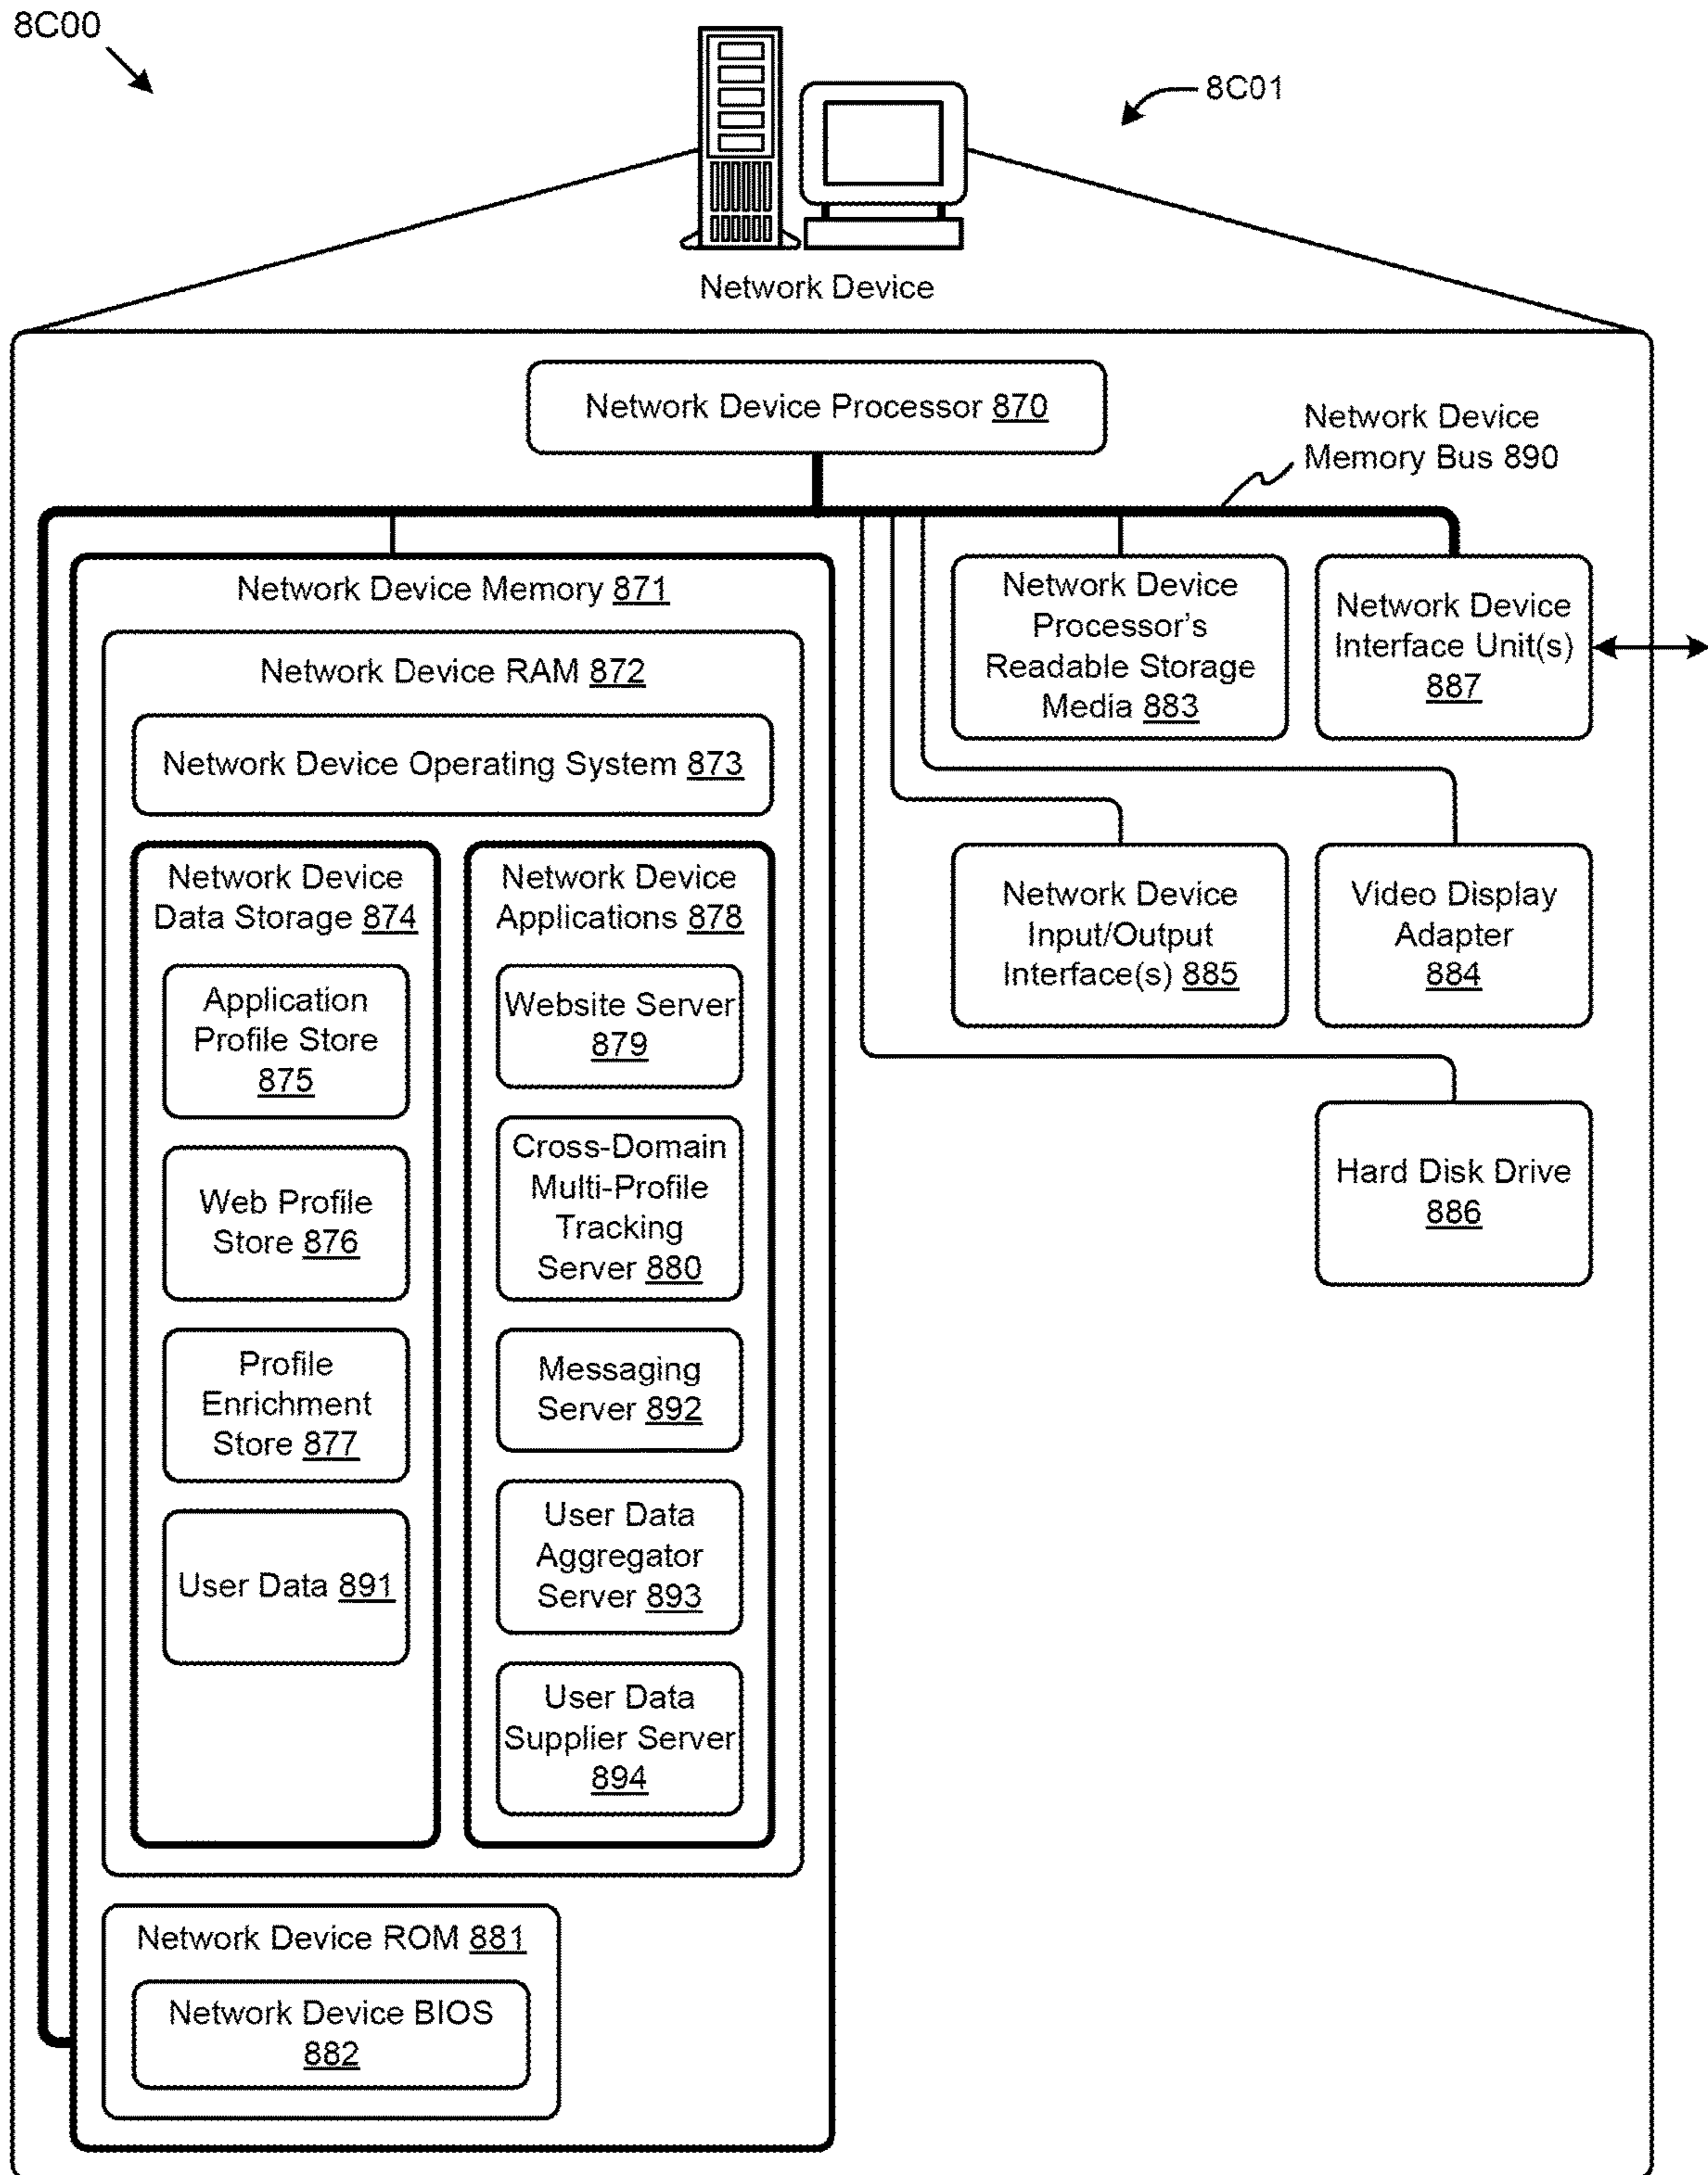 8C00
8C01
Network Device
Network Device Processor 870
Network Device
Memory Bus 890
Network Device Memory 871
Network Device RAM 872
Network Device Operating System 873
Network Device
Data Storage 874
Application
Profile Store
875
Web Profile
Store 876
Profile
Enrichment
Store 877
User Data 891
Network Device
Applications 878
Website Server
879
Cross-Domain
Multi-Profile
Tracking
Server 880
Messaging
Server 892
User Data
Aggregator
Server 893
User Data
Supplier Server
894
Network Device ROM 881
Network Device BIOS
882
Network Device
Processor's
Readable Storage
Media 883
Network Device
Interface Unit(s)
887
Network Device
Input/Output
Interface(s) 885
Video Display
Adapter
884
Hard Disk Drive
886